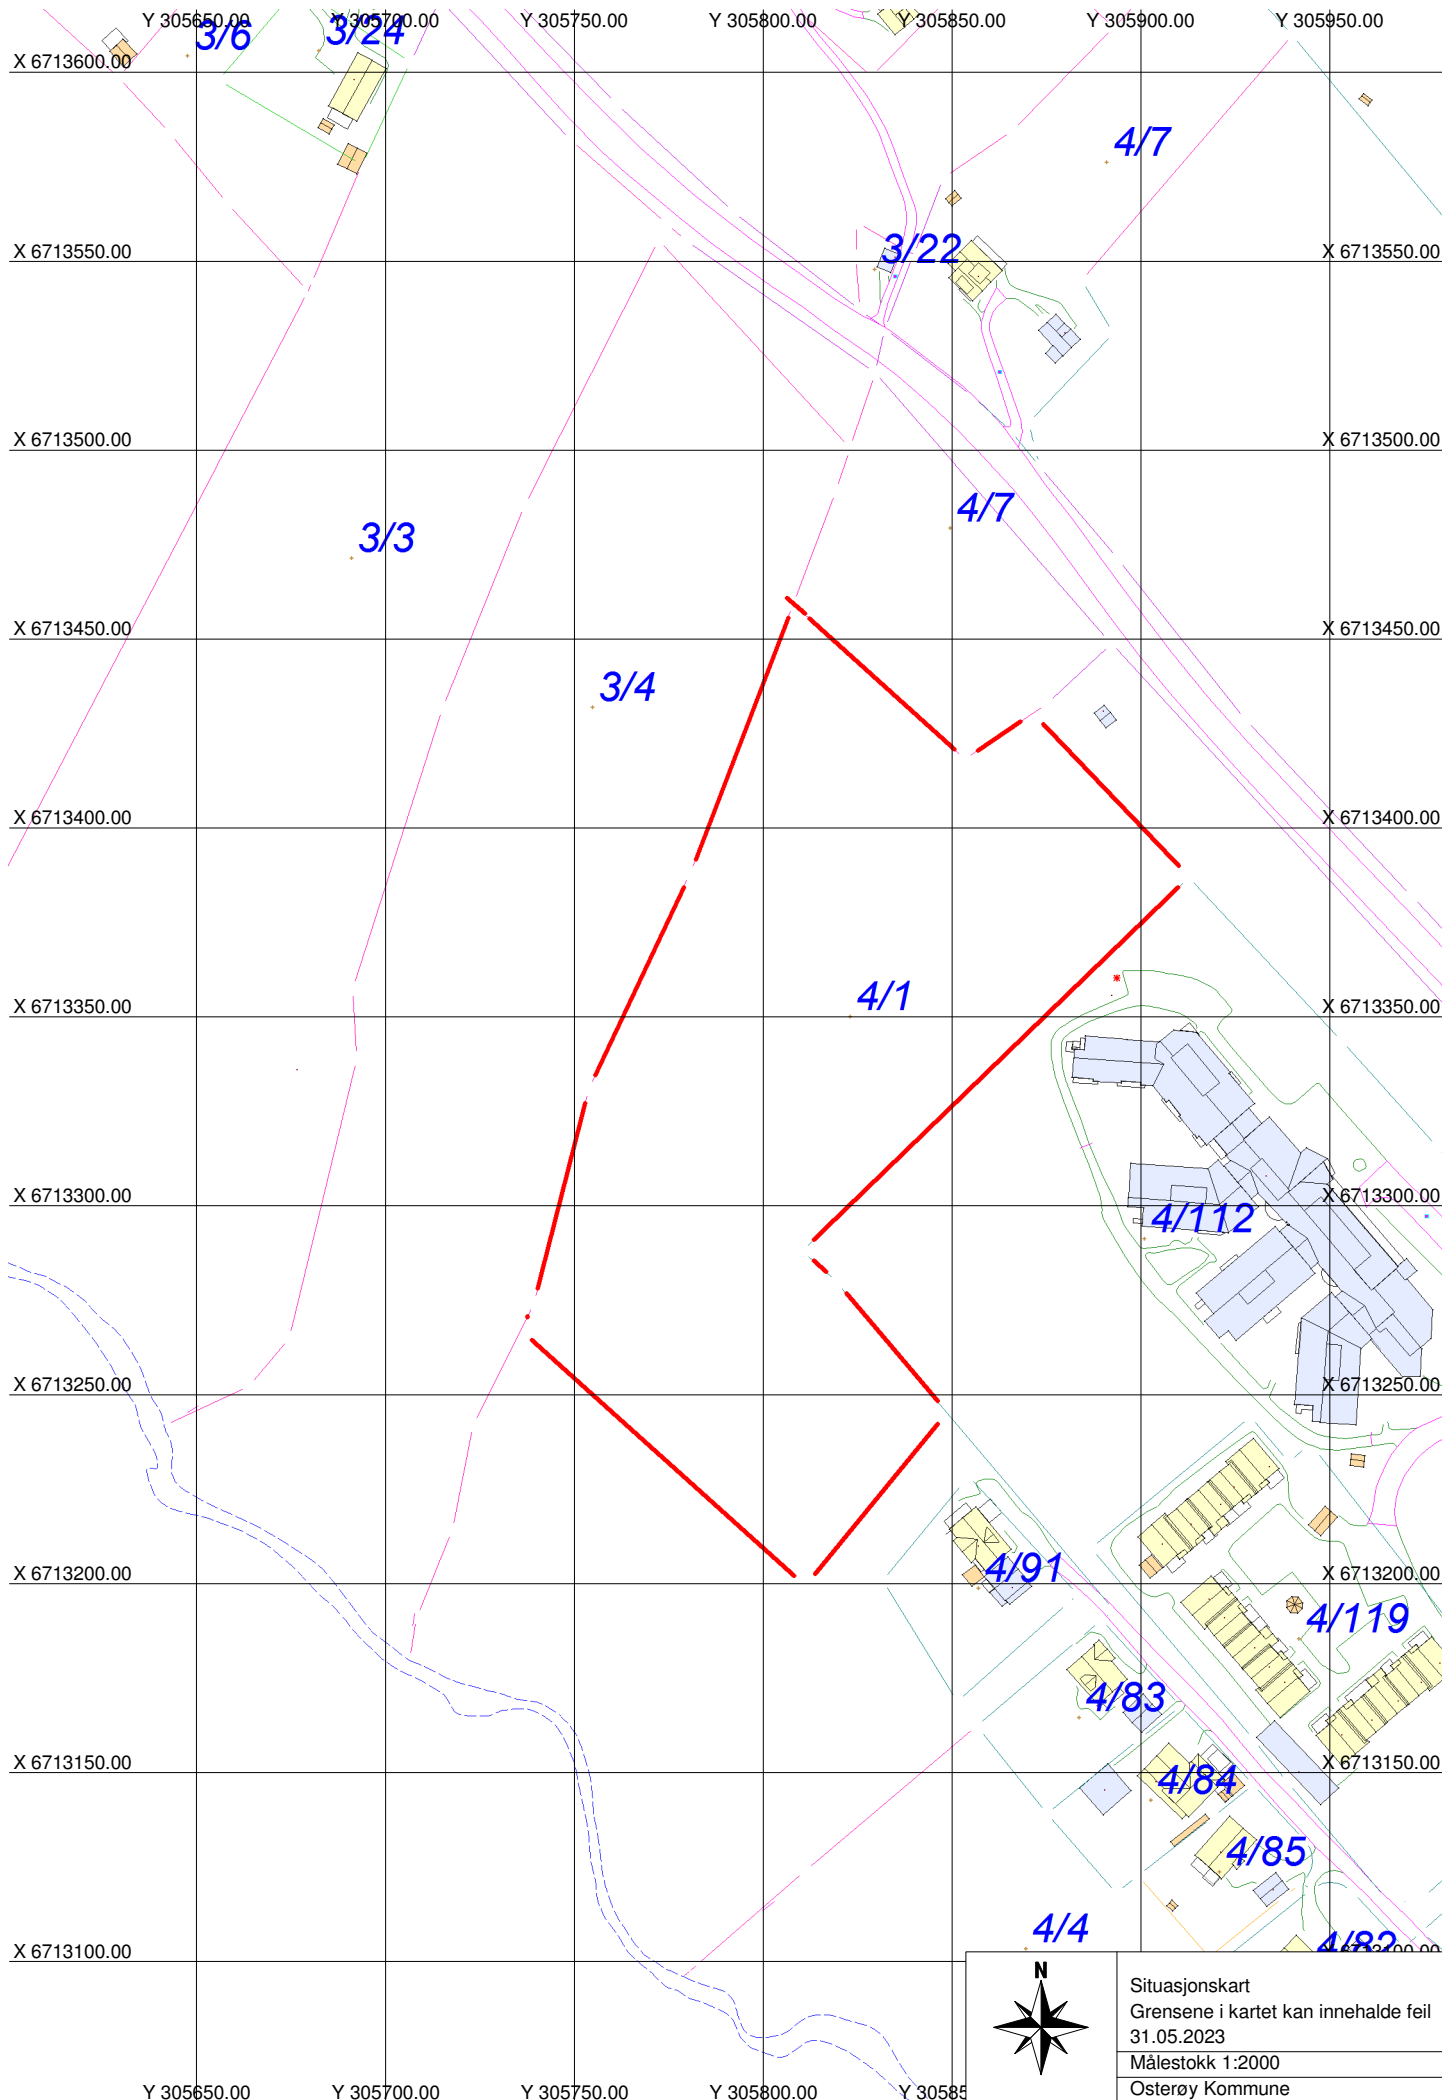 Y 305650.00 Y 305700.00 Y 305750.00 Y 305800.00 Y 305850.00 Y 305900.00 Y 305950.00
3/6 3/24
X 6713600.00
4/7
3/22
X 6713550.00 X 6713550.00
X 6713500.00 X 6713500.00
4/7
3/3
X 6713450.00 X 6713450.00
3/4
X 6713400.00 X 6713400.00
4/1
X 6713350.00 X 6713350.00
X 6713300.00 X 6713300.00
4/112
X 6713250.00 X 6713250.00
4/91
X 6713200.00 X 6713200.00
4/119
4/83
X 6713150.00 X 6713150.00
4/84
4/85
4/4
4/82
X 6713100.00
N
Situasjonskart
Grensene i kartet kan innehalde feil
31.05.2023
Målestokk 1:2000
Osterøy Kommune
Y 305650.00 Y 305700.00 Y 305750.00 Y 305800.00 Y 30585